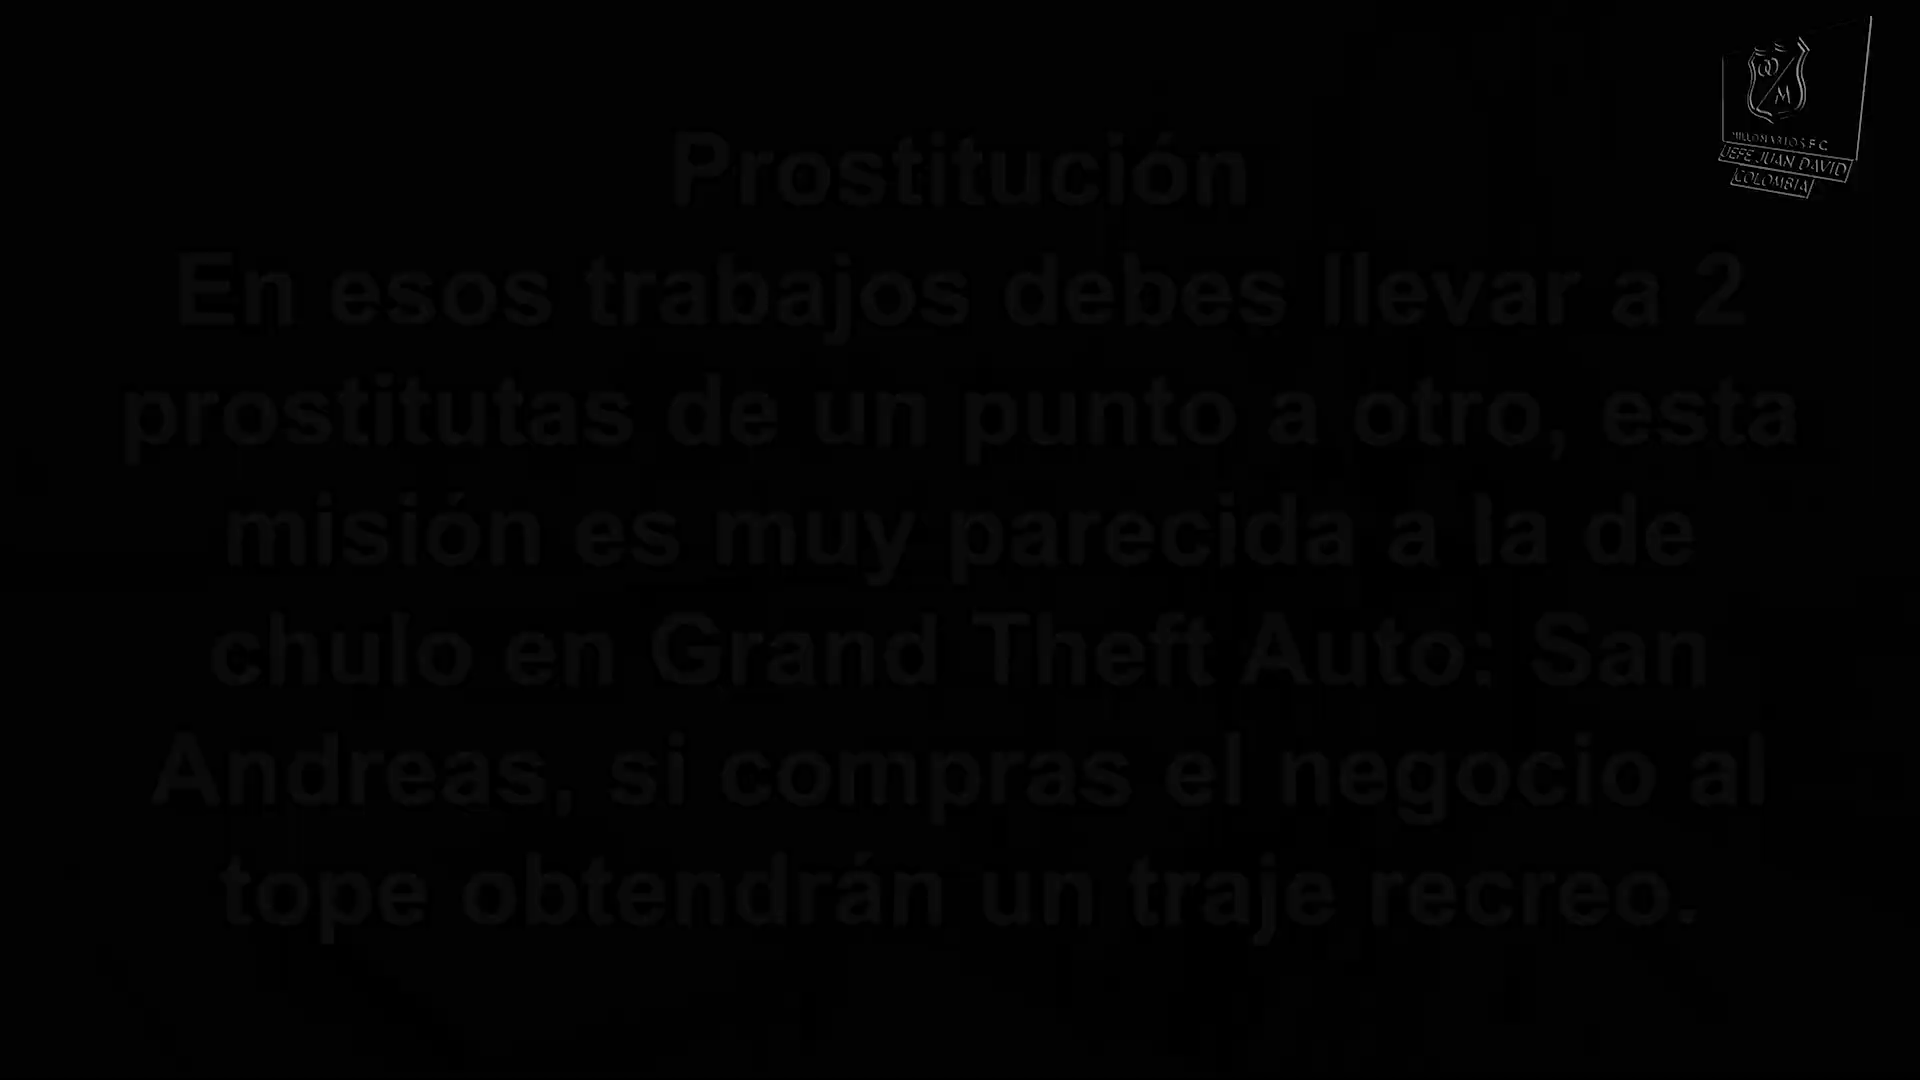 Prostitución
En esos trabajos debes llevar a 2
prostitutas de un punto a otro, esta
misión es muy parecida a la de
chulo en Grand Theft Auto: San
Andreas, si compras el negocio al
tope obtendrán un traje recreo.
M
MILLONARIOS F.C.
JEFE JUAN DAVID
COLOMBIA